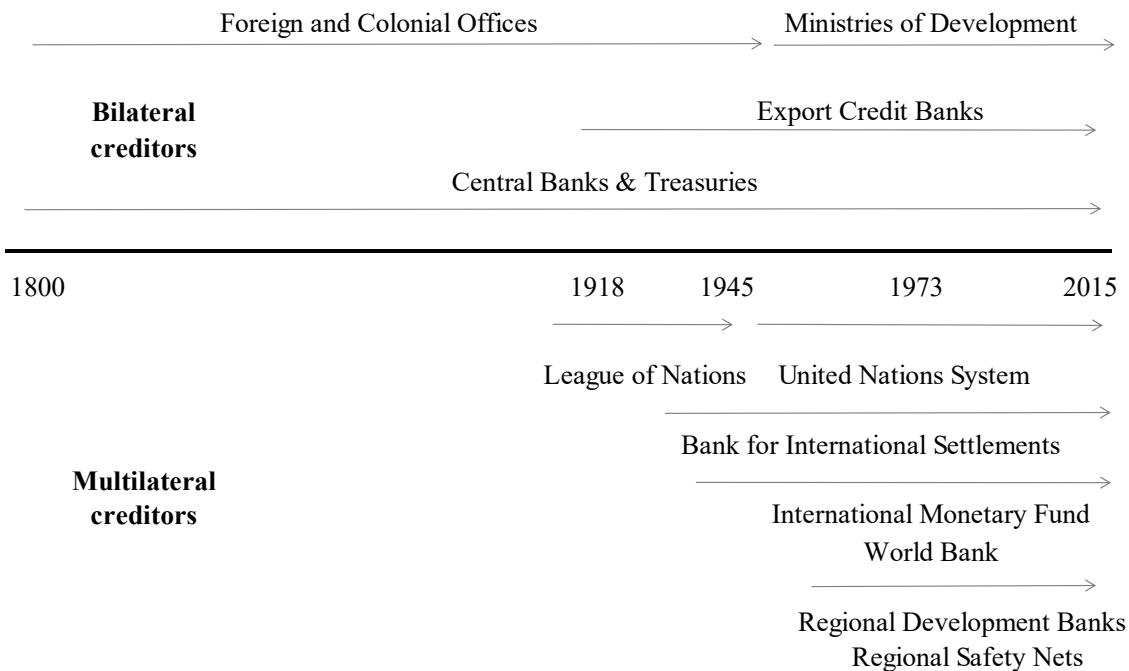 Foreign and Colonial Offices
Ministries of Development
Bilateral
creditors
Export Credit Banks
Central Banks & Treasuries
1800
1918
1945
1973
2015
League of Nations
United Nations System
Bank for International Settlements
Multilateral
creditors
International Monetary Fund
World Bank
Regional Development Banks
Regional Safety Nets